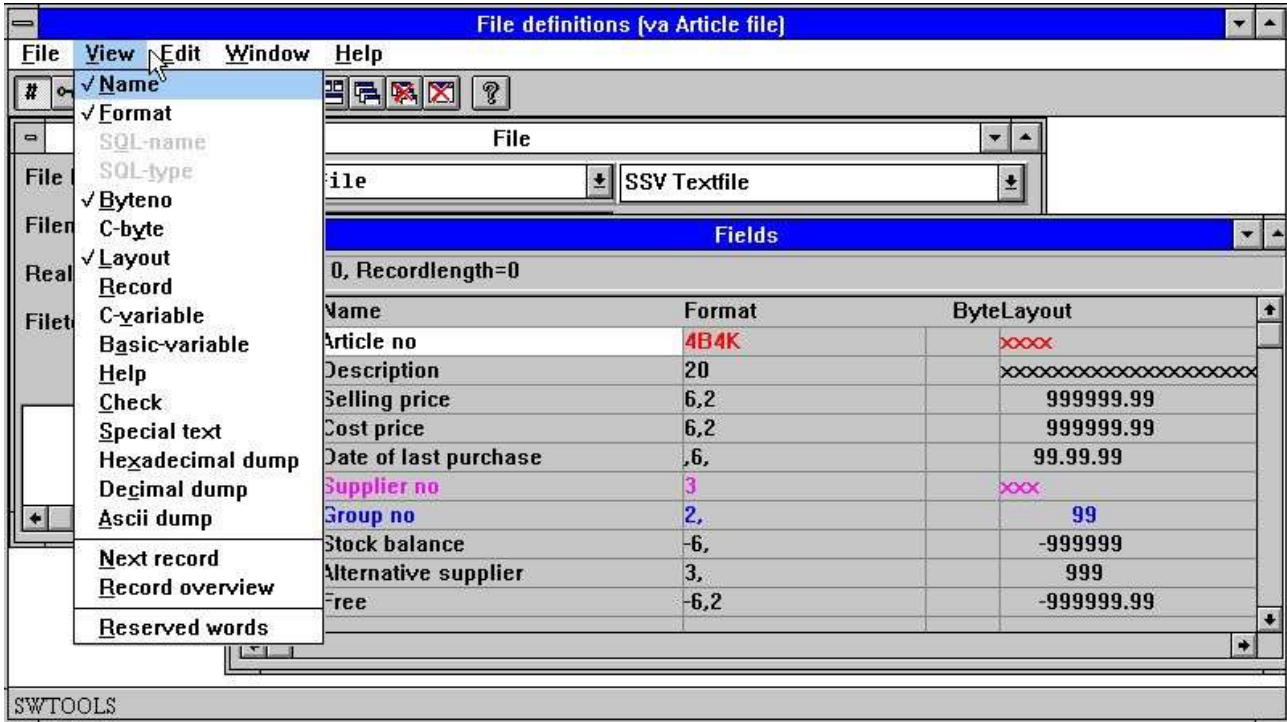 File definitions (va Article file)
File View Edit Window Help
# ?
√ Name
√ Format
SQL-name
SQL-type
√ Byteno
C-byte
√ Layout
Record
C-variable
Basic-variable
Help
Check
Special text
Hexadecimal dump
Decimal dump
Ascii dump
Next record
Record overview
Reserved words
File
File
SSV Textfile
Fields
0, Recordlength=0
Name Format Byte Layout
Article no 4B4K xxxx
Description 20 xxxxxxxxxxxxxxxxxxxx
Selling price 6,2 999999.99
Cost price 6,2 999999.99
Date of last purchase ,6, 99.99.99
Supplier no 3 xxx
Group no 2, 99
Stock balance -6, -999999
Alternative supplier 3, 999
Free -6,2 -999999.99
SWTOOLS